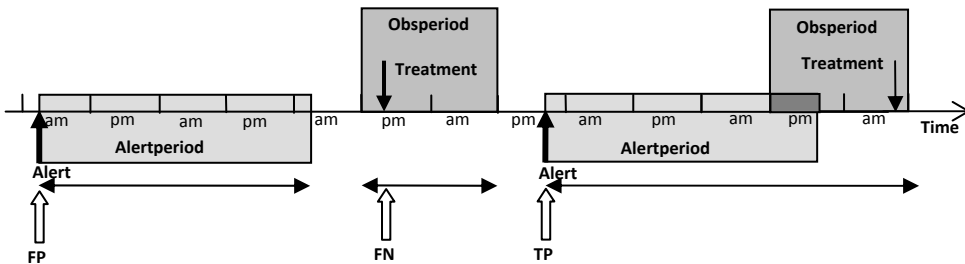 Obsperiod
Treatment
Obsperiod
Treatment
am pm am pm am pm am pm am pm am pm am
Time
Alertperiod
Alertperiod
Alert
Alert
FP
FN
TP